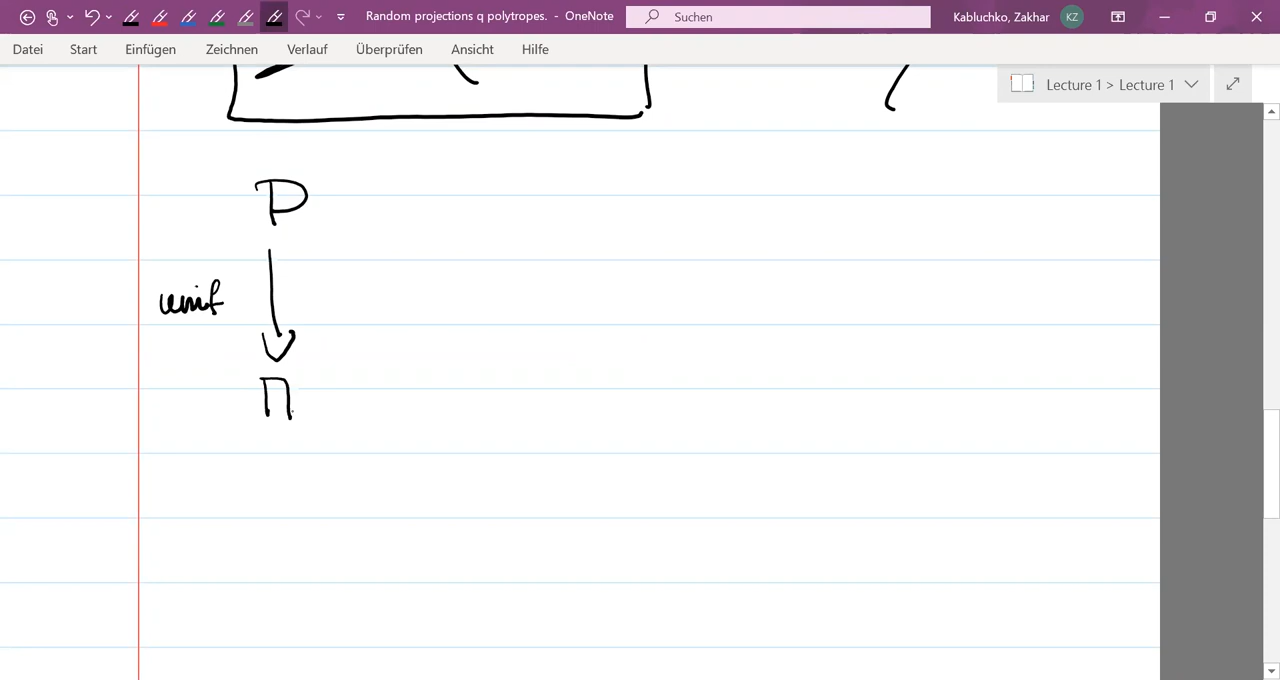 Random projections q polytropes. - OneNote
Suchen
Kabluchko, Zakhar
KZ
Datei Start Einfügen Zeichnen Verlauf Überprüfen Ansicht Hilfe
Lecture 1 > Lecture 1
P
unif
Π